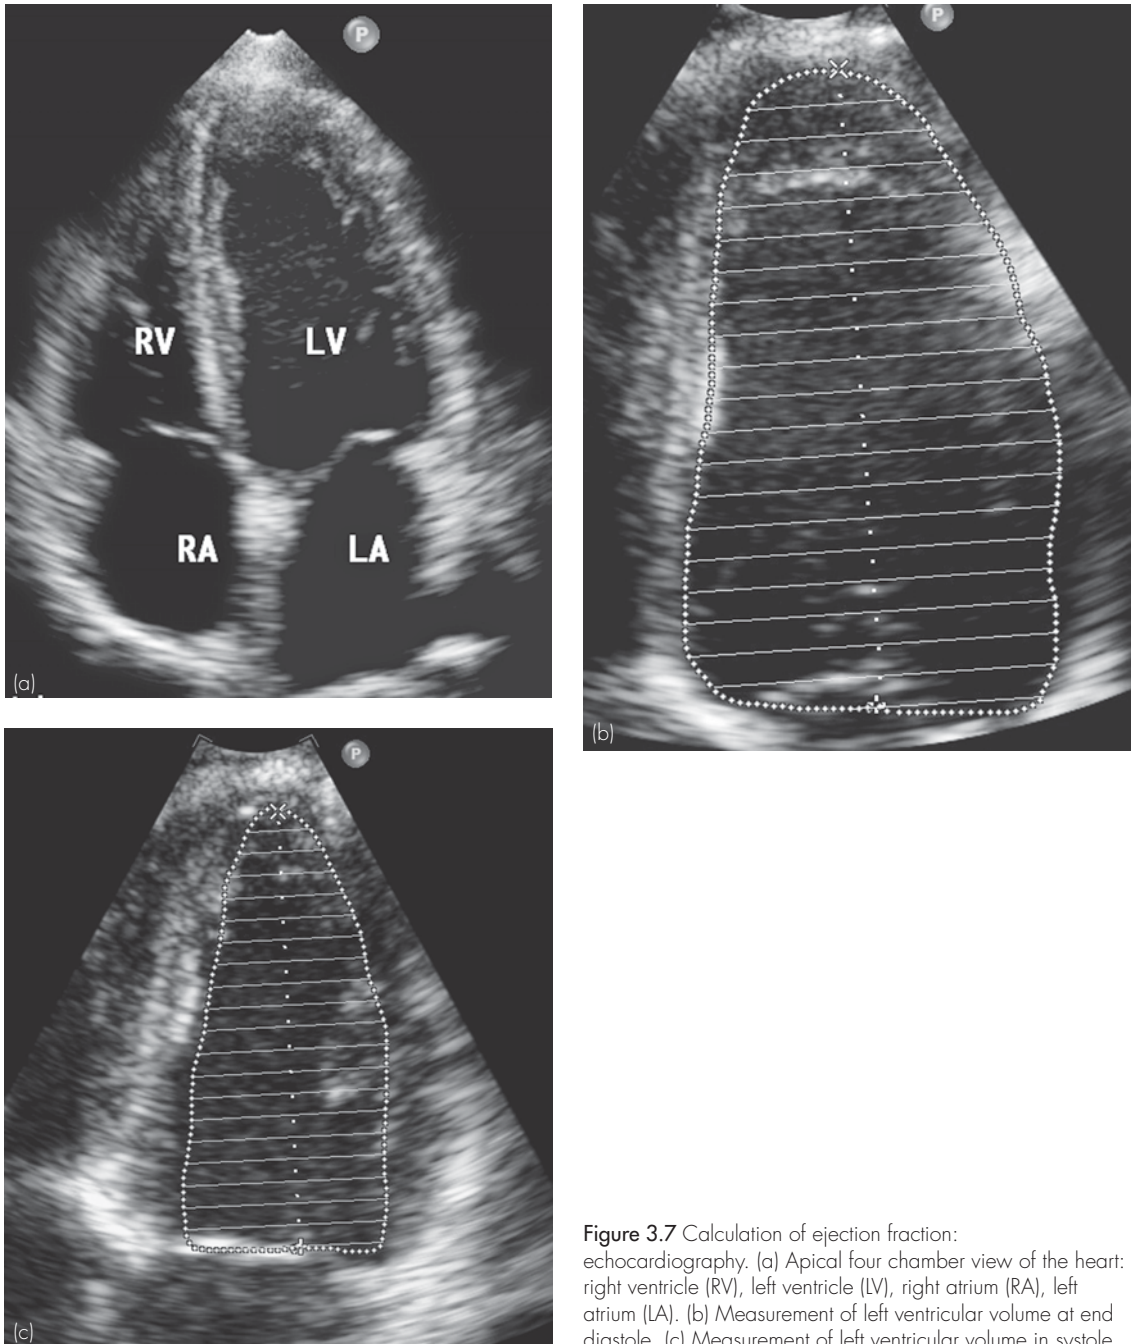 P
RV
LV
RA
LA
(a)
P
(b)
P
(c)
Figure 3.7 Calculation of ejection fraction:
echocardiography. (a) Apical four chamber view of the heart:
right ventricle (RV), left ventricle (LV), right atrium (RA), left
atrium (LA). (b) Measurement of left ventricular volume at end
diastole. (c) Measurement of left ventricular volume in systole